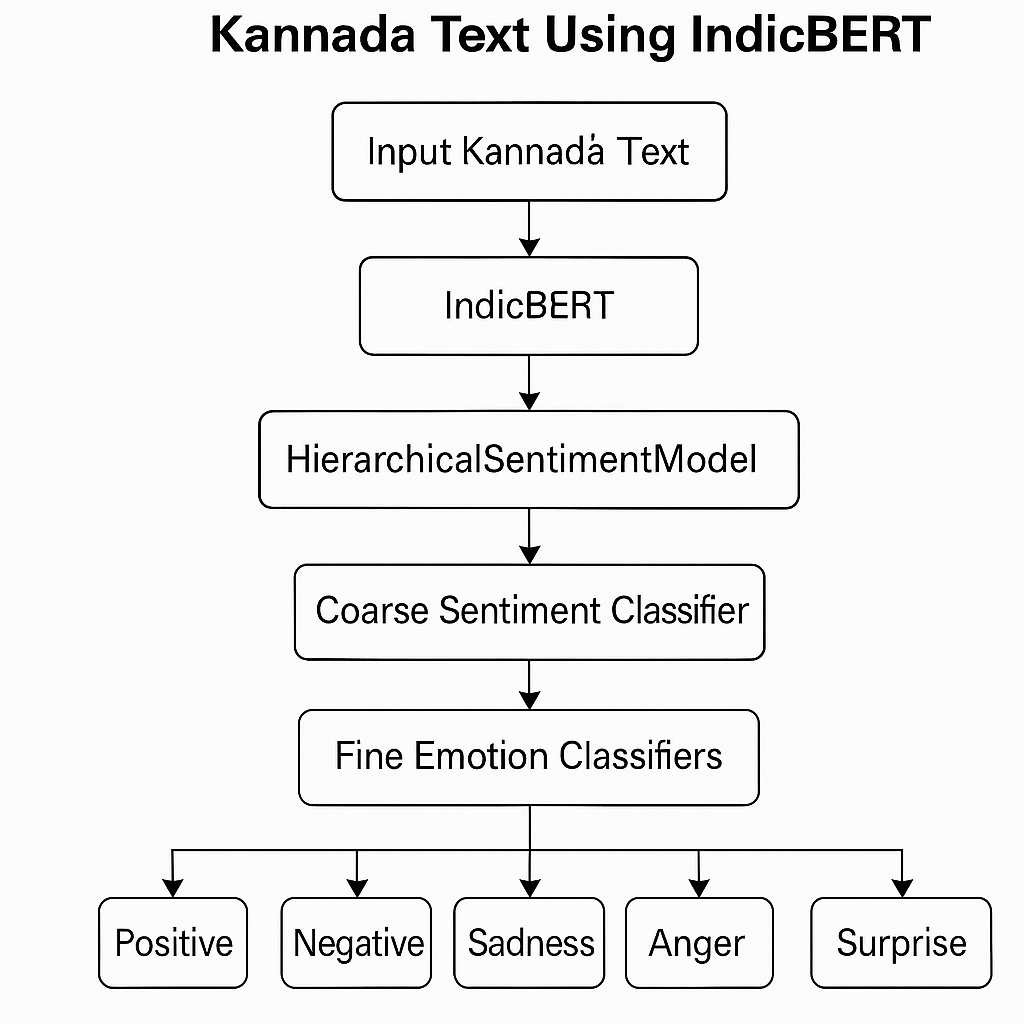 Kannada Text Using IndicBERT
Input Kannada Text
IndicBERT
HierarchicalSentimentModel
Coarse Sentiment Classifier
Fine Emotion Classifiers
Positive
Negative
Sadness
Anger
Surprise